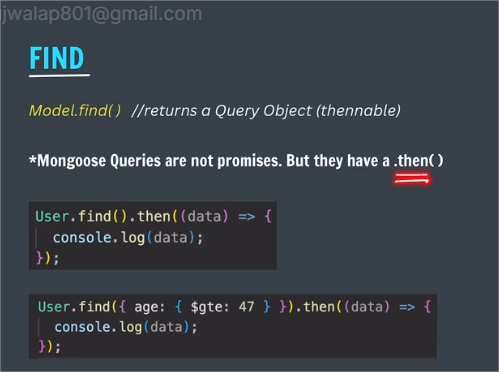 ujwalap801@gmail.com
FIND
Model.find( ) //returns a Query Object (thennable)
*Mongoose Queries are not promises. But they have a .then( )
User.find().then((data) => {
console.log(data);
});
User.find({ age: { $gte: 47 } }).then((data) => {
console.log(data);
});